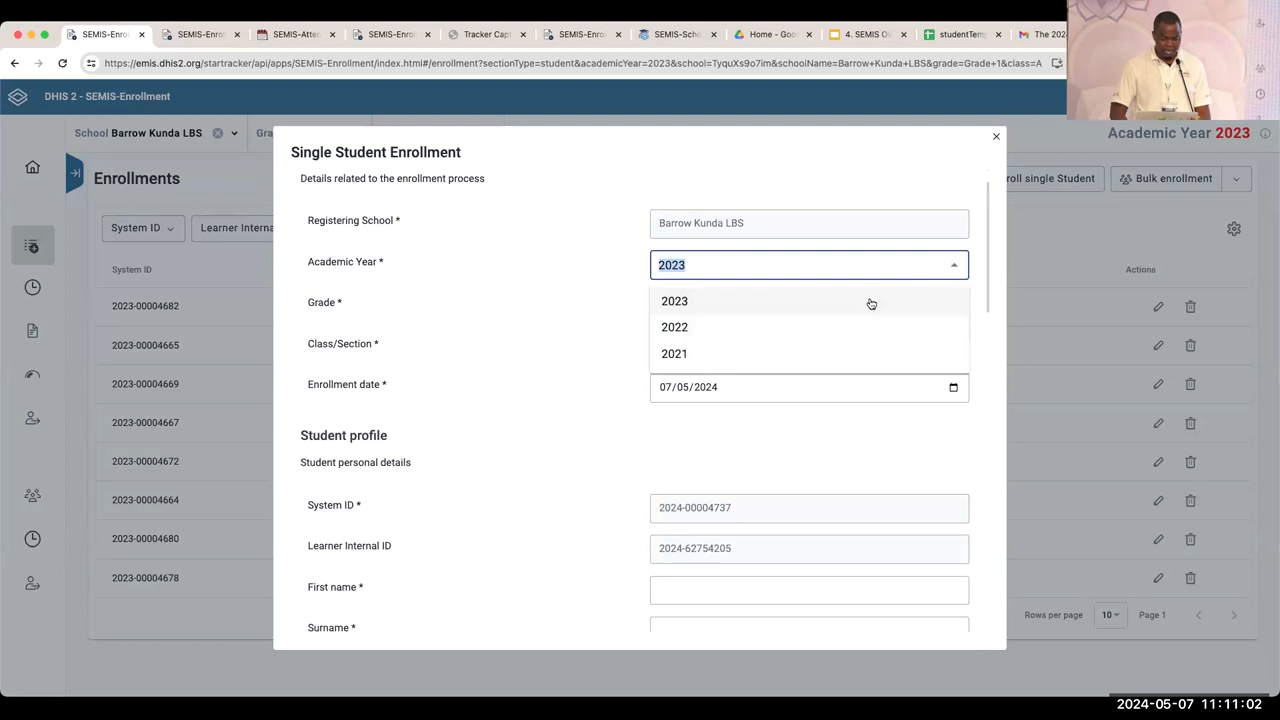 SEMIS-Enro
SEMIS-Enro
SEMIS-Atte
SEMIS-Enro
Tracker Cap
SEMIS-Enro
SEMIS-Scho
Home - Goo
4. SEMIS O
studentTem
The 202
https://emis.dhis2.org/startracker/api/apps/SEMIS-Enrollment/index.html#/enrollment?sectionType=student&academicYear=2023&school=TyquXs9o7im&schoolName=Barrow+Kunda+LBS&grade=Grade+1&class=A
DHIS 2 - SEMIS-Enrollment
School Barrow Kunda LBS
Gra
Academic Year 2023
Enrollments
roll single Student
Bulk enrollment
System ID
Learner Interna
System ID
Actions
2023-00004682
2023-00004665
2023-00004669
2023-00004667
2023-00004672
2023-00004664
2023-00004680
2023-00004678
Rows per page 10 Page 1
Single Student Enrollment
Details related to the enrollment process
Registering School *
Barrow Kunda LBS
Academic Year *
2023
2023
2022
2021
Grade *
Class/Section *
Enrollment date *
07/05/2024
Student profile
Student personal details
System ID *
2024-00004737
Learner Internal ID
2024-62754205
First name *
Surname *
2024-05-07 11:11:02